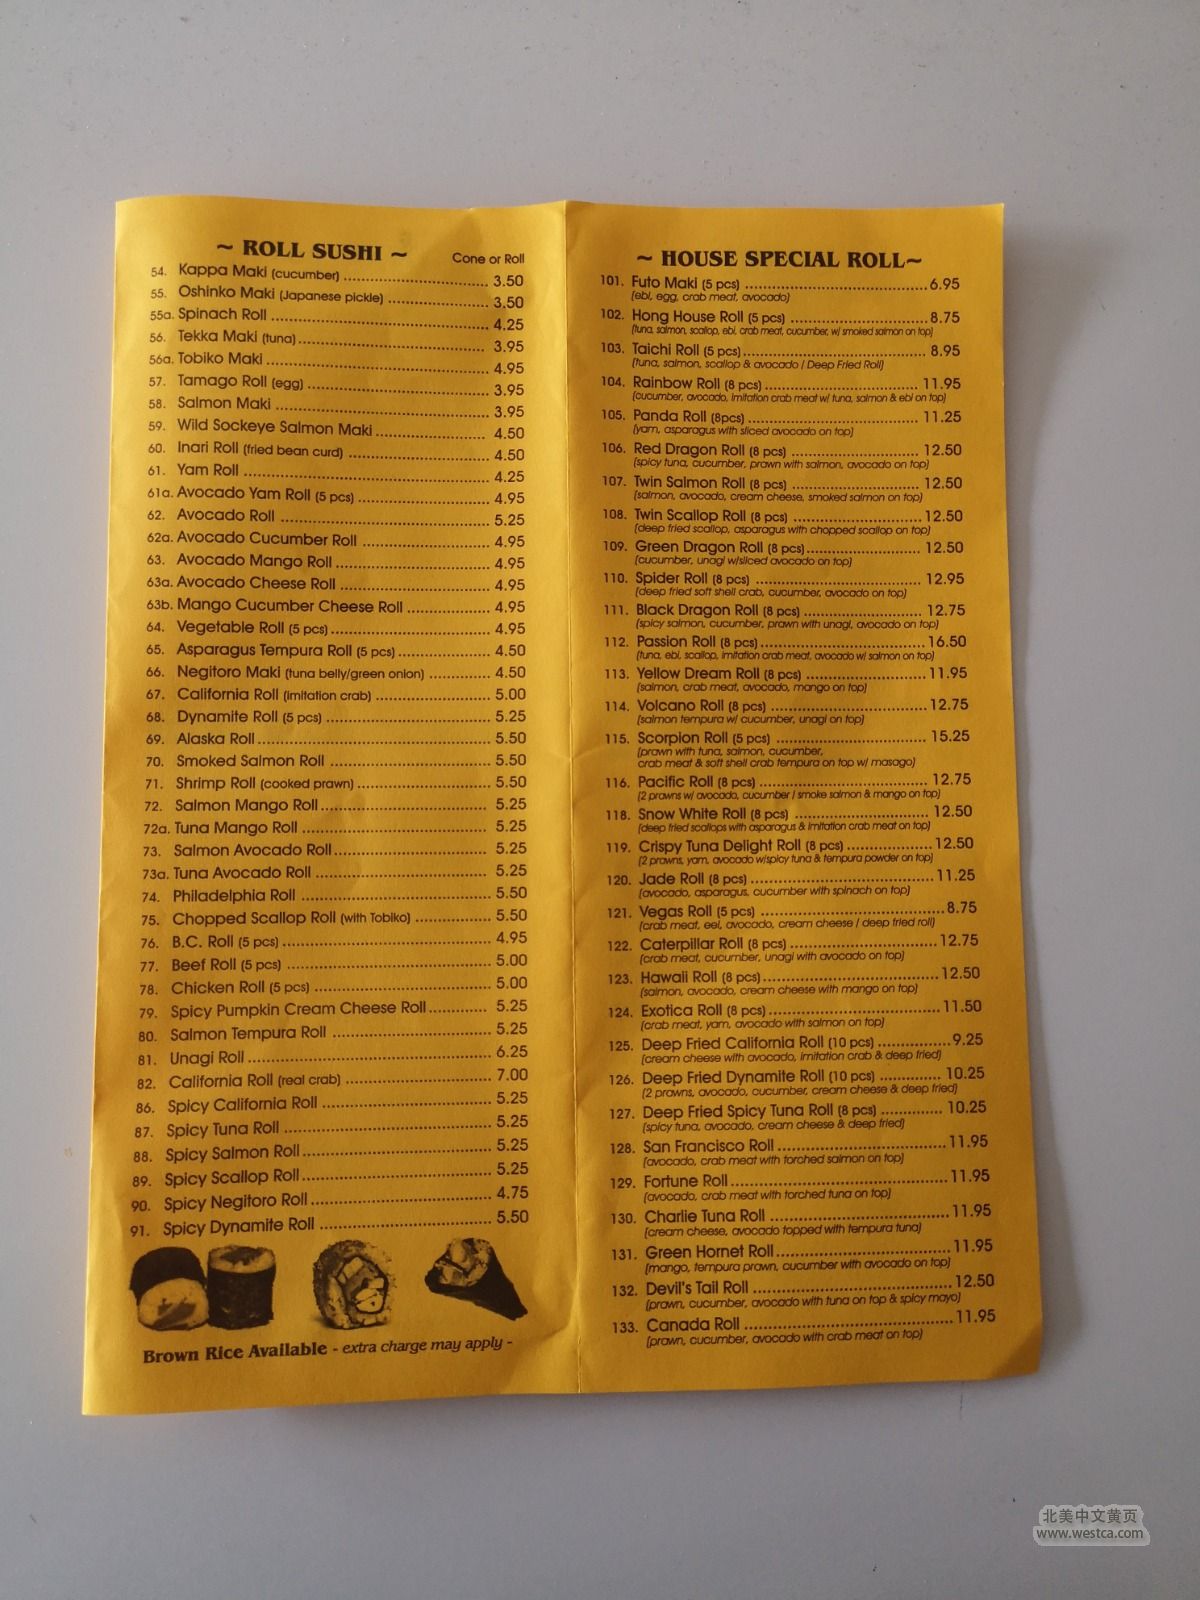 ~ ROLL SUSHI ~
Cone or Roll
54. Kappa Maki (cucumber) 3.50
55. Oshinko Maki (Japanese pickle) 3.50
55a. Spinach Roll 4.25
56. Tekka Maki (tuna) 3.95
56a. Tobiko Maki 4.95
57. Tamago Roll (egg) 3.95
58. Salmon Maki 3.95
59. Wild Sockeye Salmon Maki 4.50
60. Inari Roll (fried bean curd) 4.50
61. Yam Roll 4.25
61a. Avocado Yam Roll (5 pcs) 4.95
62. Avocado Roll 5.25
62a. Avocado Cucumber Roll 4.95
63. Avocado Mango Roll 4.95
63a. Avocado Cheese Roll 4.95
63b. Mango Cucumber Cheese Roll 4.95
64. Vegetable Roll (5 pcs) 4.95
65. Asparagus Tempura Roll (5 pcs) 4.50
66. Negitoro Maki (tuna belly/green onion) 4.50
67. California Roll (imitation crab) 5.00
68. Dynamite Roll (5 pcs) 5.25
69. Alaska Roll 5.50
70. Smoked Salmon Roll 5.50
71. Shrimp Roll (cooked prawn) 5.50
72. Salmon Mango Roll 5.25
72a. Tuna Mango Roll 5.25
73. Salmon Avocado Roll 5.25
73a. Tuna Avocado Roll 5.25
74. Philadelphia Roll 5.50
75. Chopped Scallop Roll (with Tobiko) 5.50
76. B.C. Roll (5 pcs) 4.95
77. Beef Roll (5 pcs) 5.00
78. Chicken Roll (5 pcs) 5.00
79. Spicy Pumpkin Cream Cheese Roll 5.25
80. Salmon Tempura Roll 5.25
81. Unagi Roll 6.25
82. California Roll (real crab) 7.00
86. Spicy California Roll 5.25
87. Spicy Tuna Roll 5.25
88. Spicy Salmon Roll 5.25
89. Spicy Scallop Roll 5.25
90. Spicy Negitoro Roll 4.75
91. Spicy Dynamite Roll 5.50
Brown Rice Available - extra charge may apply -
~ HOUSE SPECIAL ROLL~
101. Futo Maki (5 pcs) 6.95
(ebi, egg, crab meat, avocado)
102. Hong House Roll (5 pcs) 8.75
(tuna, salmon, scallop, ebi, crab meat, cucumber, w/ smoked salmon on top)
103. Taichi Roll (5 pcs) 8.95
(tuna, salmon, scallop & avocado / Deep Fried Roll)
104. Rainbow Roll (8 pcs) 11.95
(cucumber, avocado, imitation crab meat w/ tuna, salmon & ebi on top)
105. Panda Roll (8pcs) 11.25
(yam, asparagus with sliced avocado on top)
106. Red Dragon Roll (8 pcs) 12.50
(spicy tuna, cucumber, prawn with salmon, avocado on top)
107. Twin Salmon Roll (8 pcs) 12.50
(salmon, avocado, cream cheese, smoked salmon on top)
108. Twin Scallop Roll (8 pcs) 12.50
(deep fried scallop, asparagus with chopped scallop on top)
109. Green Dragon Roll (8 pcs) 12.50
(cucumber, unagi w/sliced avocado on top)
110. Spider Roll (8 pcs) 12.95
(deep fried soft shell crab, cucumber, avocado on top)
111. Black Dragon Roll (8 pcs) 12.75
(spicy salmon, cucumber, prawn with unagi, avocado on top)
112. Passion Roll (8 pcs) 16.50
(tuna, ebi, scallop, imitation crab meat, avocado w/ salmon on top)
113. Yellow Dream Roll (8 pcs) 11.95
(salmon, crab meat, avocado, mango on top)
114. Volcano Roll (8 pcs) 12.75
(salmon tempura w/ cucumber, unagi on top)
115. Scorpion Roll (5 pcs) 15.25
(prawn with tuna, salmon, cucumber,
crab meat & soft shell crab tempura on top w/ masago)
116. Pacific Roll (8 pcs) 12.75
(2 prawns w/ avocado, cucumber / smoke salmon & mango on top)
118. Snow White Roll (8 pcs) 12.50
(deep fried scallops with asparagus & imitation crab meat on top)
119. Crispy Tuna Delight Roll (8 pcs) 12.50
(2 prawns, yam, avocado w/spicy tuna & tempura powder on top)
120. Jade Roll (8 pcs) 11.25
(avocado, asparagus, cucumber with spinach on top)
121. Vegas Roll (5 pcs) 8.75
(crab meat, eel, avocado, cream cheese / deep fried roll)
122. Caterpillar Roll (8 pcs) 12.75
(crab meat, cucumber, unagi with avocado on top)
123. Hawaii Roll (8 pcs) 12.50
(salmon, avocado, cream cheese with mango on top)
124. Exotica Roll (8 pcs) 11.50
(crab meat, yam, avocado with salmon on top)
125. Deep Fried California Roll (10 pcs) 9.25
(cream cheese with avocado, imitation crab & deep fried)
126. Deep Fried Dynamite Roll (10 pcs) 10.25
(2 prawns, avocado, cucumber, cream cheese & deep fried)
127. Deep Fried Spicy Tuna Roll (8 pcs) 10.25
(spicy tuna, avocado, cream cheese & deep fried)
128. San Francisco Roll 11.95
(avocado, crab meat with torched salmon on top)
129. Fortune Roll 11.95
(avocado, crab meat with torched tuna on top)
130. Charlie Tuna Roll 11.95
(cream cheese, avocado topped with tempura tuna)
131. Green Hornet Roll 11.95
(mango, tempura prawn, cucumber with avocado on top)
132. Devil's Tail Roll 12.50
(prawn, cucumber, avocado with tuna on top & spicy mayo)
133. Canada Roll 11.95
(prawn, cucumber, avocado with crab meat on top)
北美中文黄页
www.westca.com